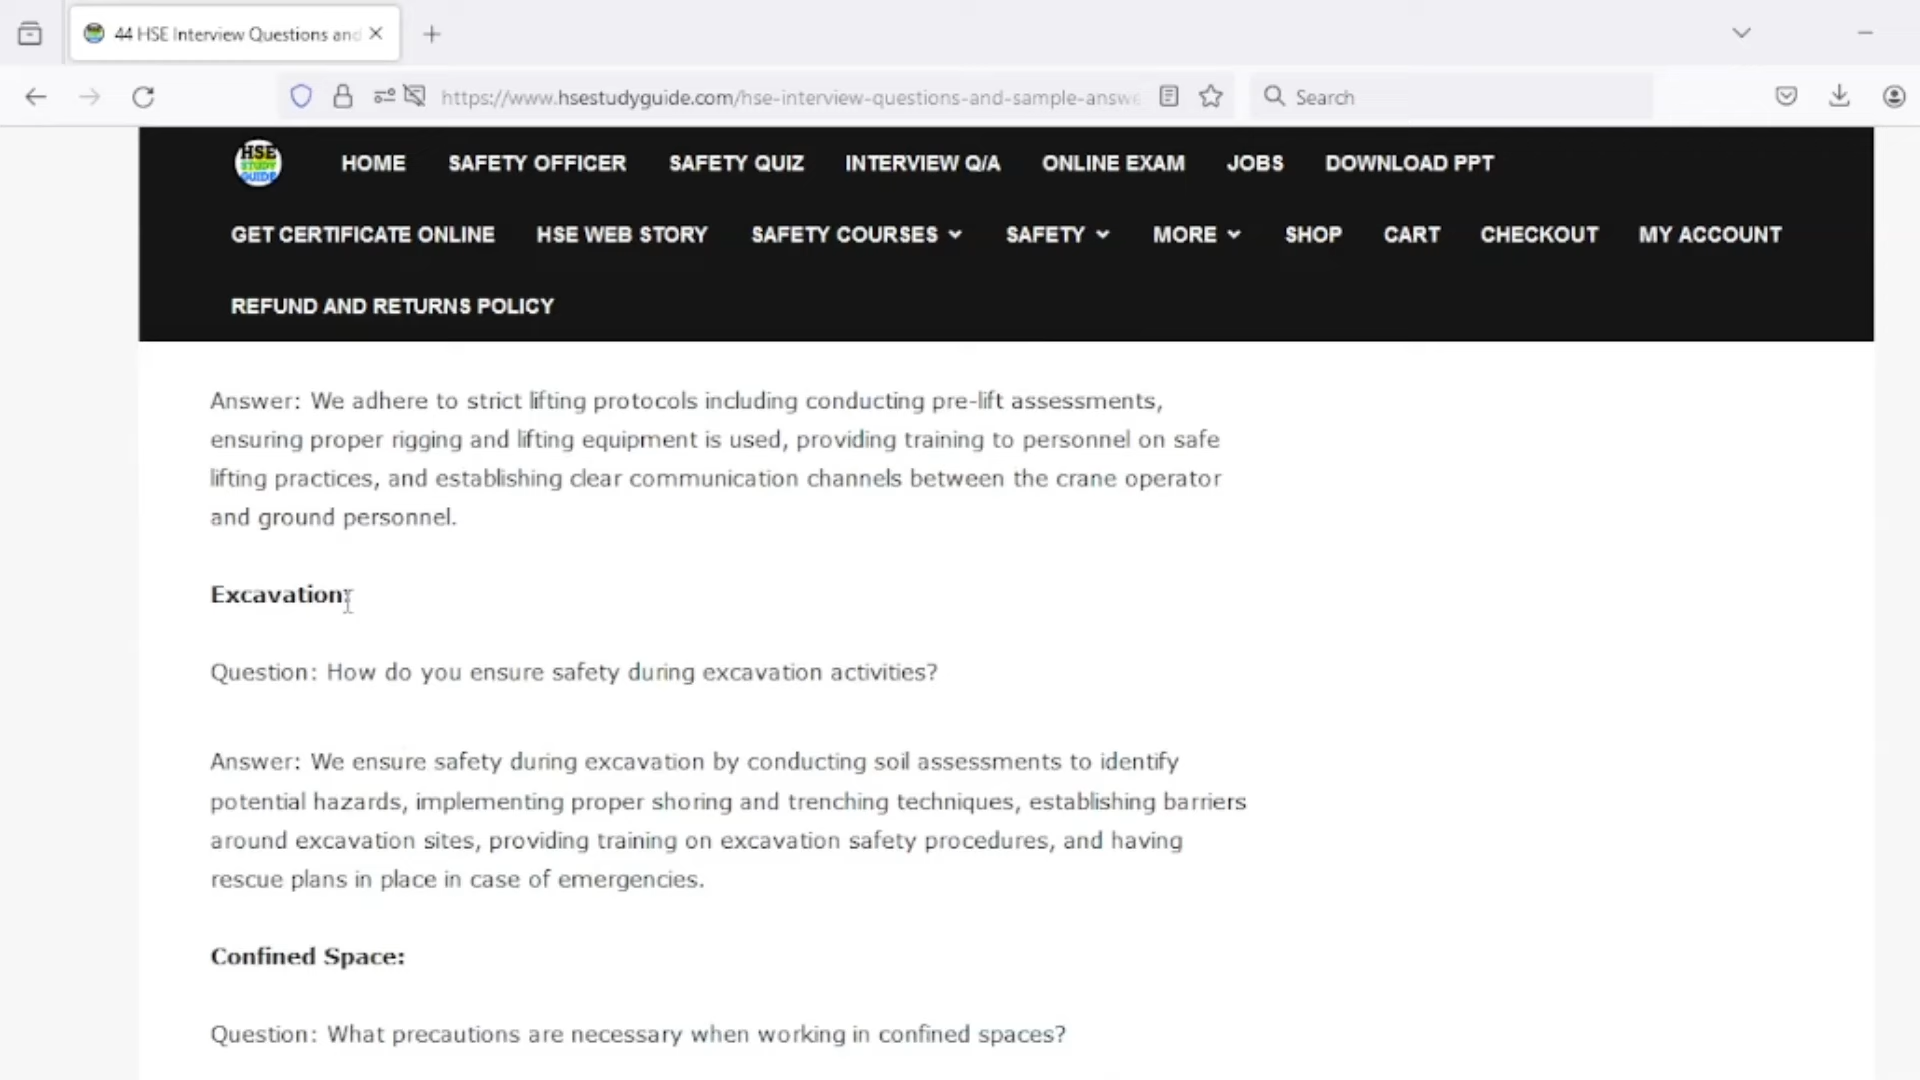 44 HSE Interview Questions and
https://www.hsestudyguide.com/hse-interview-questions-and-sample-answe
Search
HSE
STUDY
GUIDE
HOME
SAFETY OFFICER
SAFETY QUIZ
INTERVIEW Q/A
ONLINE EXAM
JOBS
DOWNLOAD PPT
GET CERTIFICATE ONLINE
HSE WEB STORY
SAFETY COURSES
SAFETY
MORE
SHOP
CART
CHECKOUT
MY ACCOUNT
REFUND AND RETURNS POLICY
Answer: We adhere to strict lifting protocols including conducting pre-lift assessments,
ensuring proper rigging and lifting equipment is used, providing training to personnel on safe
lifting practices, and establishing clear communication channels between the crane operator
and ground personnel.
Excavation:
Question: How do you ensure safety during excavation activities?
Answer: We ensure safety during excavation by conducting soil assessments to identify
potential hazards, implementing proper shoring and trenching techniques, establishing barriers
around excavation sites, providing training on excavation safety procedures, and having
rescue plans in place in case of emergencies.
Confined Space:
Question: What precautions are necessary when working in confined spaces?